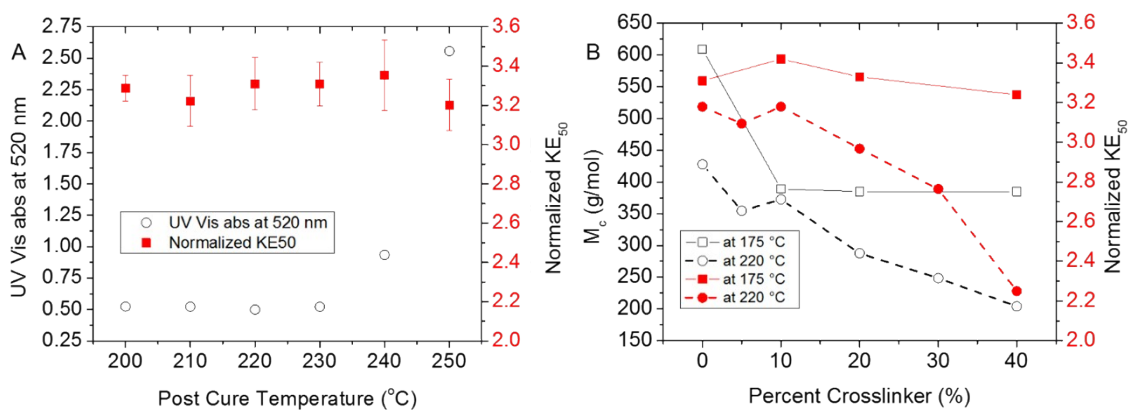 A
UV Vis abs at 520 nm
2.75
2.50
2.25
2.00
1.75
1.50
1.25
1.00
0.75
0.50
0.25
UV Vis abs at 520 nm
Normalized KE50
200 210 220 230 240 250
Post Cure Temperature (°C)
3.6
3.4
3.2
3.0
2.8
2.6
2.4
2.2
2.0
Normalized KE50
B
Mc (g/mol)
650
600
550
500
450
400
350
300
250
200
150
at 175 °C
at 220 °C
at 175 °C
at 220 °C
0 10 20 30 40
Percent Crosslinker (%)
3.6
3.4
3.2
3.0
2.8
2.6
2.4
2.2
2.0
Normalized KE50